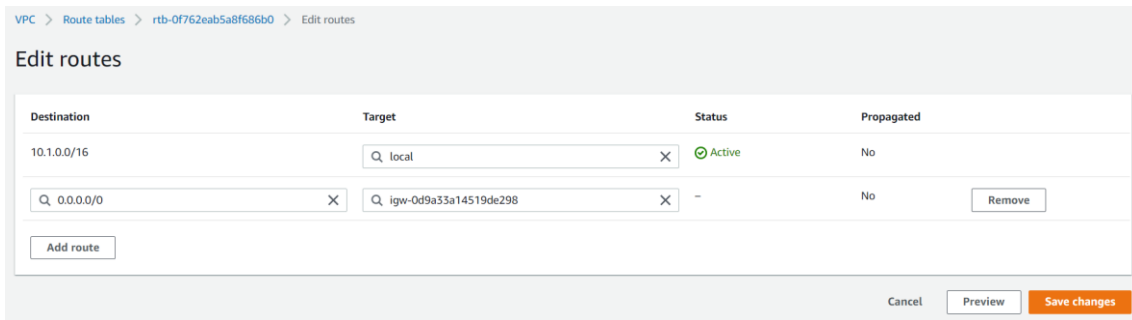 VPC > Route tables > rtb-0f762eab5a8f686b0 > Edit routes
Edit routes
Destination Target Status Propagated
10.1.0.0/16 local Active No
0.0.0.0/0 igw-0d9a33a14519de298 – No Remove
Add route
Cancel Preview Save changes